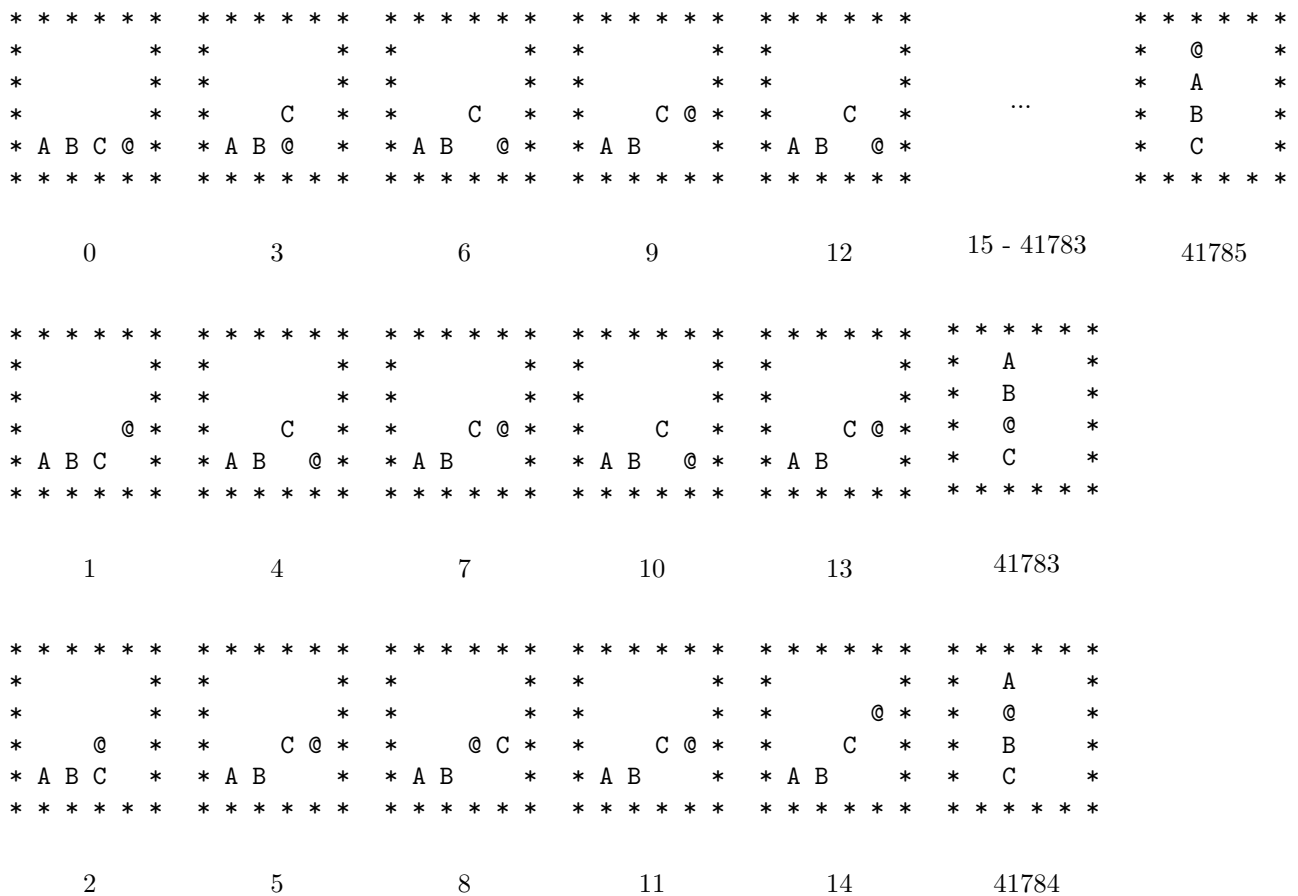 * * * * * * * * * * * * * * * * * * * * * * * * * * * * * * * * * * * *
* * * * * * * * * * * @ *
* * * * * * * * * * * A *
* * * C * * C * * C @ * * C * ... * B *
* A B C @ * * A B @ * * A B @ * * A B * * A B @ * * C *
* * * * * * * * * * * * * * * * * * * * * * * * * * * * * * * * * * * *
0 3 6 9 12 15 - 41783 41785
* * * * * * * * * * * * * * * * * * * * * * * * * * * * * * * * * * * *
* * * * * * * * * * * A *
* * * * * * * * * * * B *
* @ * * C * * C @ * * C * * C @ * * @ *
* A B C * * A B @ * * A B * * A B @ * * A B * * C *
* * * * * * * * * * * * * * * * * * * * * * * * * * * * * * * * * * * *
1 4 7 10 13 41783
* * * * * * * * * * * * * * * * * * * * * * * * * * * * * * * * * * * *
* * * * * * * * * * * A *
* * * * * * * * * @ * * @ *
* @ * * C @ * * @ C * * C @ * * C * * B *
* A B C * * A B * * A B * * A B * * A B * * C *
* * * * * * * * * * * * * * * * * * * * * * * * * * * * * * * * * * * *
2 5 8 11 14 41784